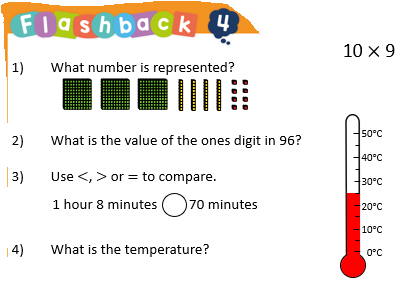 Flashback 4
10 × 9
1) What number is represented?
2) What is the value of the ones digit in 96?
3) Use <, > or = to compare.
1 hour 8 minutes 70 minutes
4) What is the temperature?
50°C
40°C
30°C
20°C
10°C
0°C